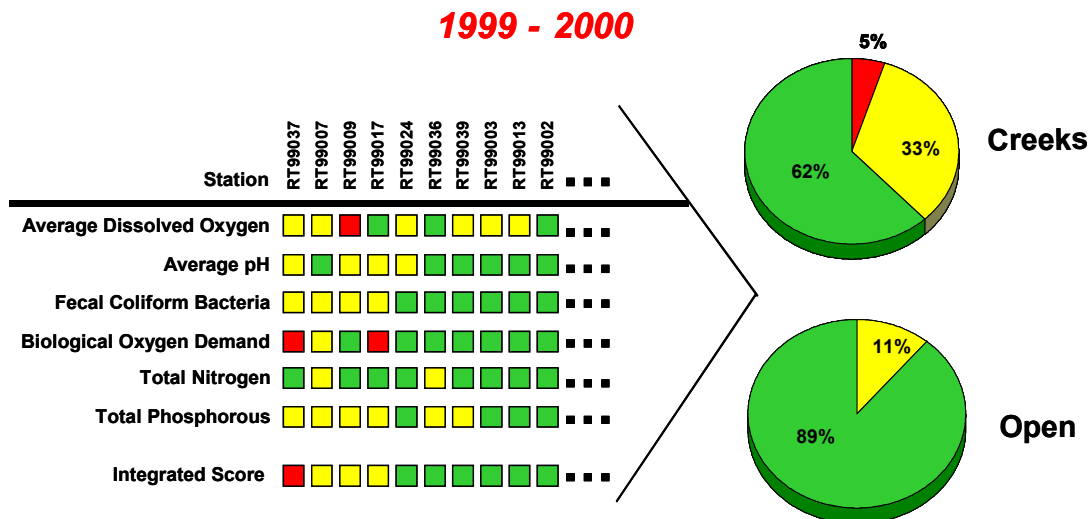 1999 - 2000
5%
33%
62%
Creeks
Station RT99037 RT99007 RT99009 RT99017 RT99024 RT99036 RT99039 RT99003 RT99013 RT99002
Average Dissolved Oxygen
Average pH
Fecal Coliform Bacteria
Biological Oxygen Demand
Total Nitrogen
Total Phosphorous
Integrated Score
11%
89%
Open